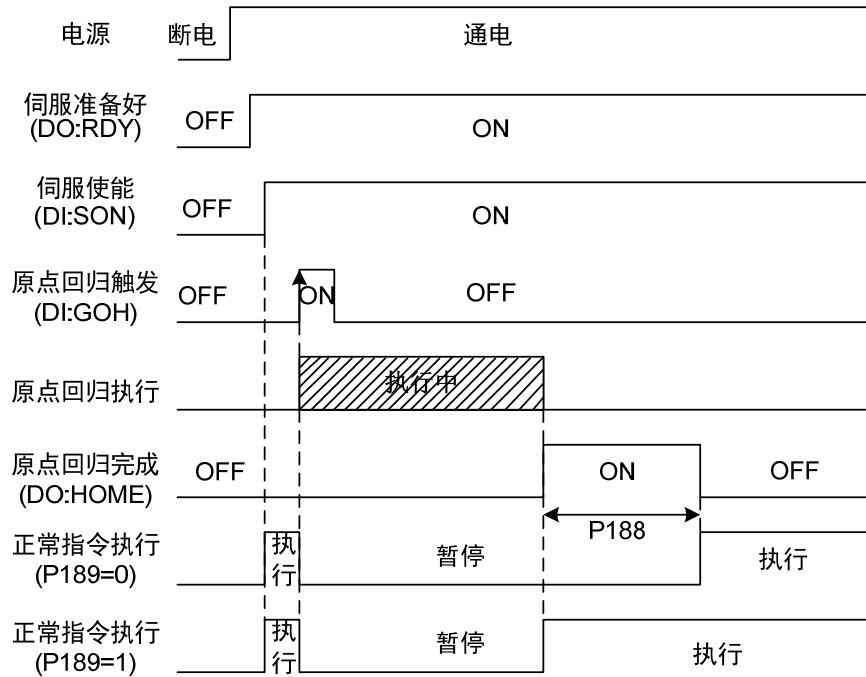 电源 断电 通电
伺服准备好
(DO:RDY) OFF ON
伺服使能
(DI:SON) OFF ON
原点回归触发
(DI:GOH) OFF ON OFF
原点回归执行 执行中
原点回归完成
(DO:HOME) OFF ON OFF
P188
正常指令执行
(P189=0) 执行 暂停 执行
正常指令执行
(P189=1) 执行 暂停 执行